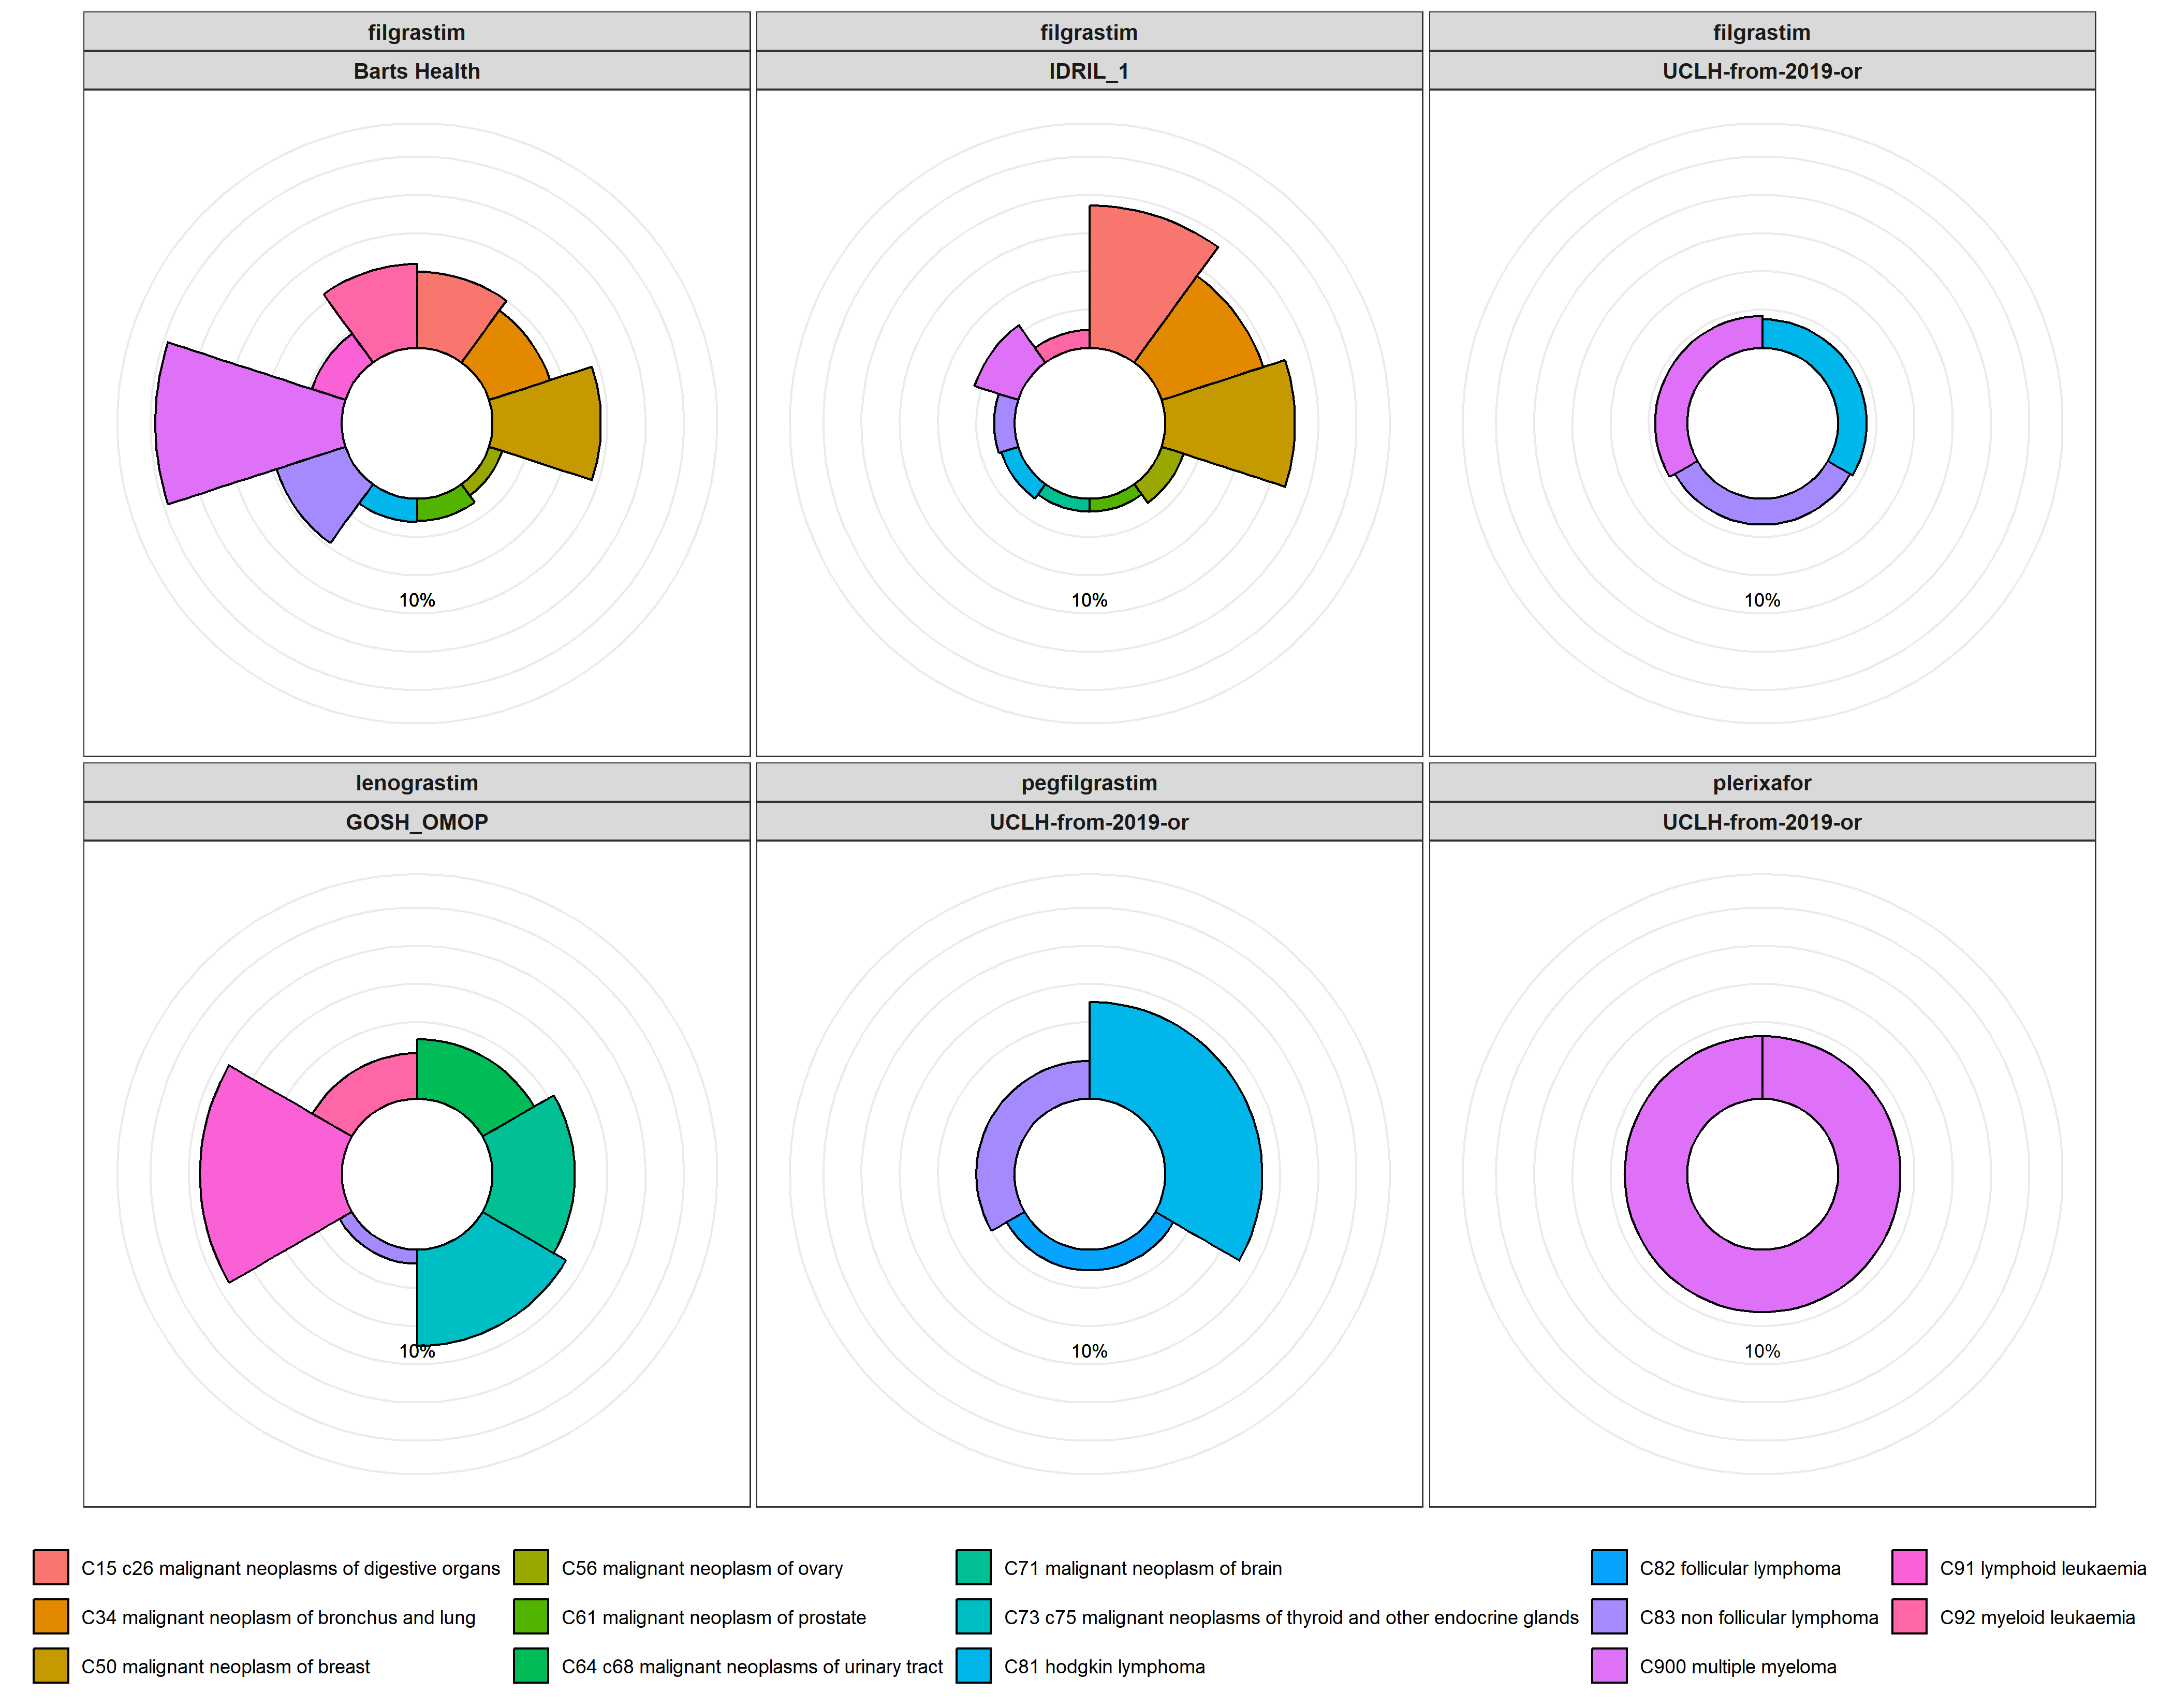 filgrastim
Barts Health
filgrastim
IDRIL_1
filgrastim
UCLH-from-2019-or
10%
10%
10%
lenograstim
GOSH_OMOP
pegfilgrastim
UCLH-from-2019-or
plerixafor
UCLH-from-2019-or
10%
10%
10%
C15 c26 malignant neoplasms of digestive organs
C34 malignant neoplasm of bronchus and lung
C50 malignant neoplasm of breast
C56 malignant neoplasm of ovary
C61 malignant neoplasm of prostate
C64 c68 malignant neoplasms of urinary tract
C71 malignant neoplasm of brain
C73 c75 malignant neoplasms of thyroid and other endocrine glands
C81 hodgkin lymphoma
C82 follicular lymphoma
C83 non follicular lymphoma
C900 multiple myeloma
C91 lymphoid leukaemia
C92 myeloid leukaemia